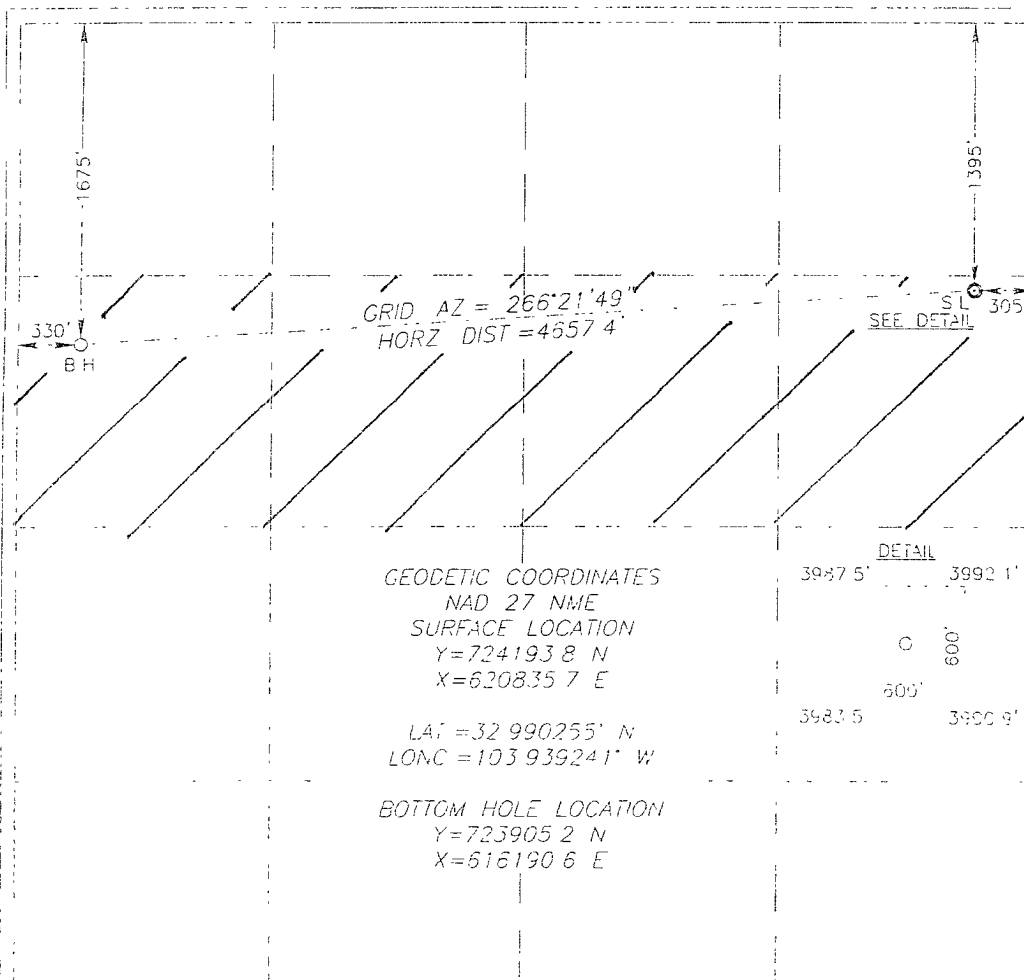 1675'
1395'
GRID AZ = 266°21'49"
HORZ DIST =4657 4'
330'
B H
S L
305
SEE DETAIL
DETAIL
3987 5'
3992 1'
600'
600'
3983 5
GEODETIC COORDINATES
NAD 27 NME
SURFACE LOCATION
Y=724193 8 N
X=620835 7 E
LAT =32 990255° N
LONG =103 939241° W
BOTTOM HOLE LOCATION
Y=723905 2 N
X=616190 6 E